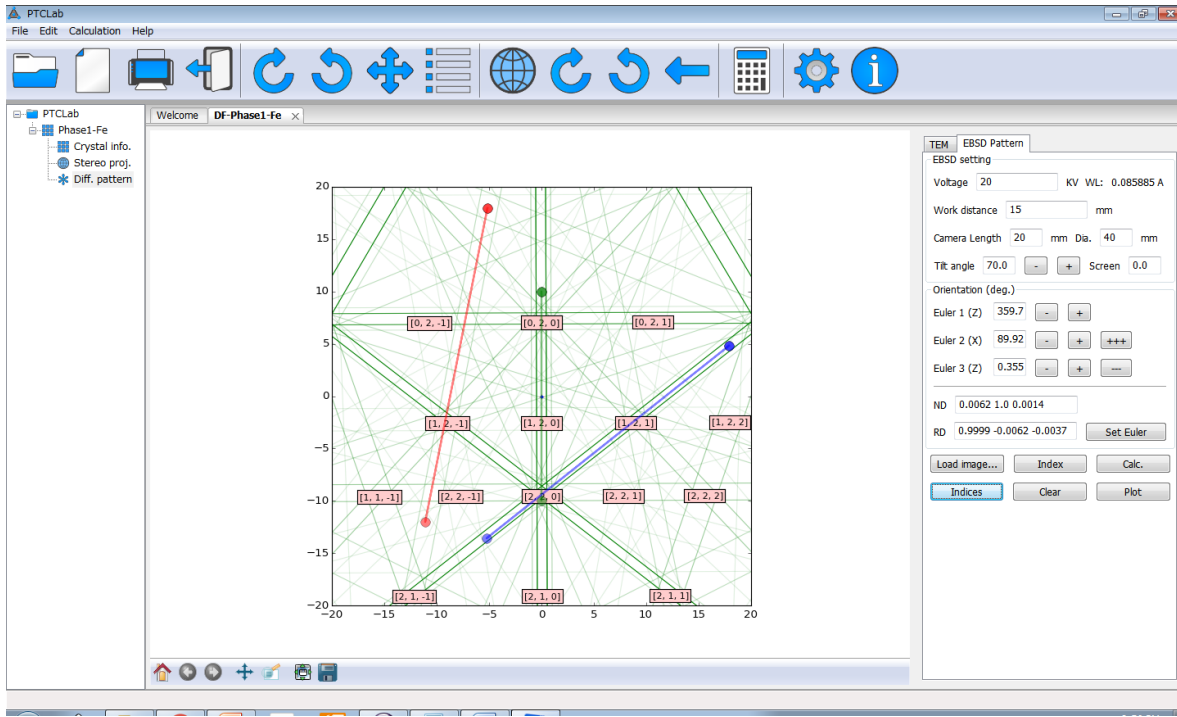 PTCLab
File Edit Calculation Help
PTCLab
Phase1-Fe
Crystal info.
Stereo proj.
Diff. pattern
Welcome DF-Phase1-Fe
20
15
10
5
0
−5
−10
−15
−20
[0, 2, -1] [0, 2, 0] [0, 2, 1]
[1, 2, -1] [1, 2, 0] [1, 2, 1] [1, 2, 2]
[1, 1, -1] [2, 2, -1] [2, 2, 0] [2, 2, 1] [2, 2, 2]
[2, 1, -1] [2, 1, 0] [2, 1, 1]
−20 −15 −10 −5 0 5 10 15 20
TEM EBSD Pattern
EBSD setting
Voltage 20 KV WL: 0.085885 A
Work distance 15 mm
Camera Length 20 mm Dia. 40 mm
Tilt angle 70.0 - + Screen 0.0
Orientation (deg.)
Euler 1 (Z) 359.7 - +
Euler 2 (X) 89.92 - + +++
Euler 3 (Z) 0.355 - + ---
ND 0.0062 1.0 0.0014
RD 0.9999 -0.0062 -0.0037 Set Euler
Load image... Index Calc.
Indices Clear Plot